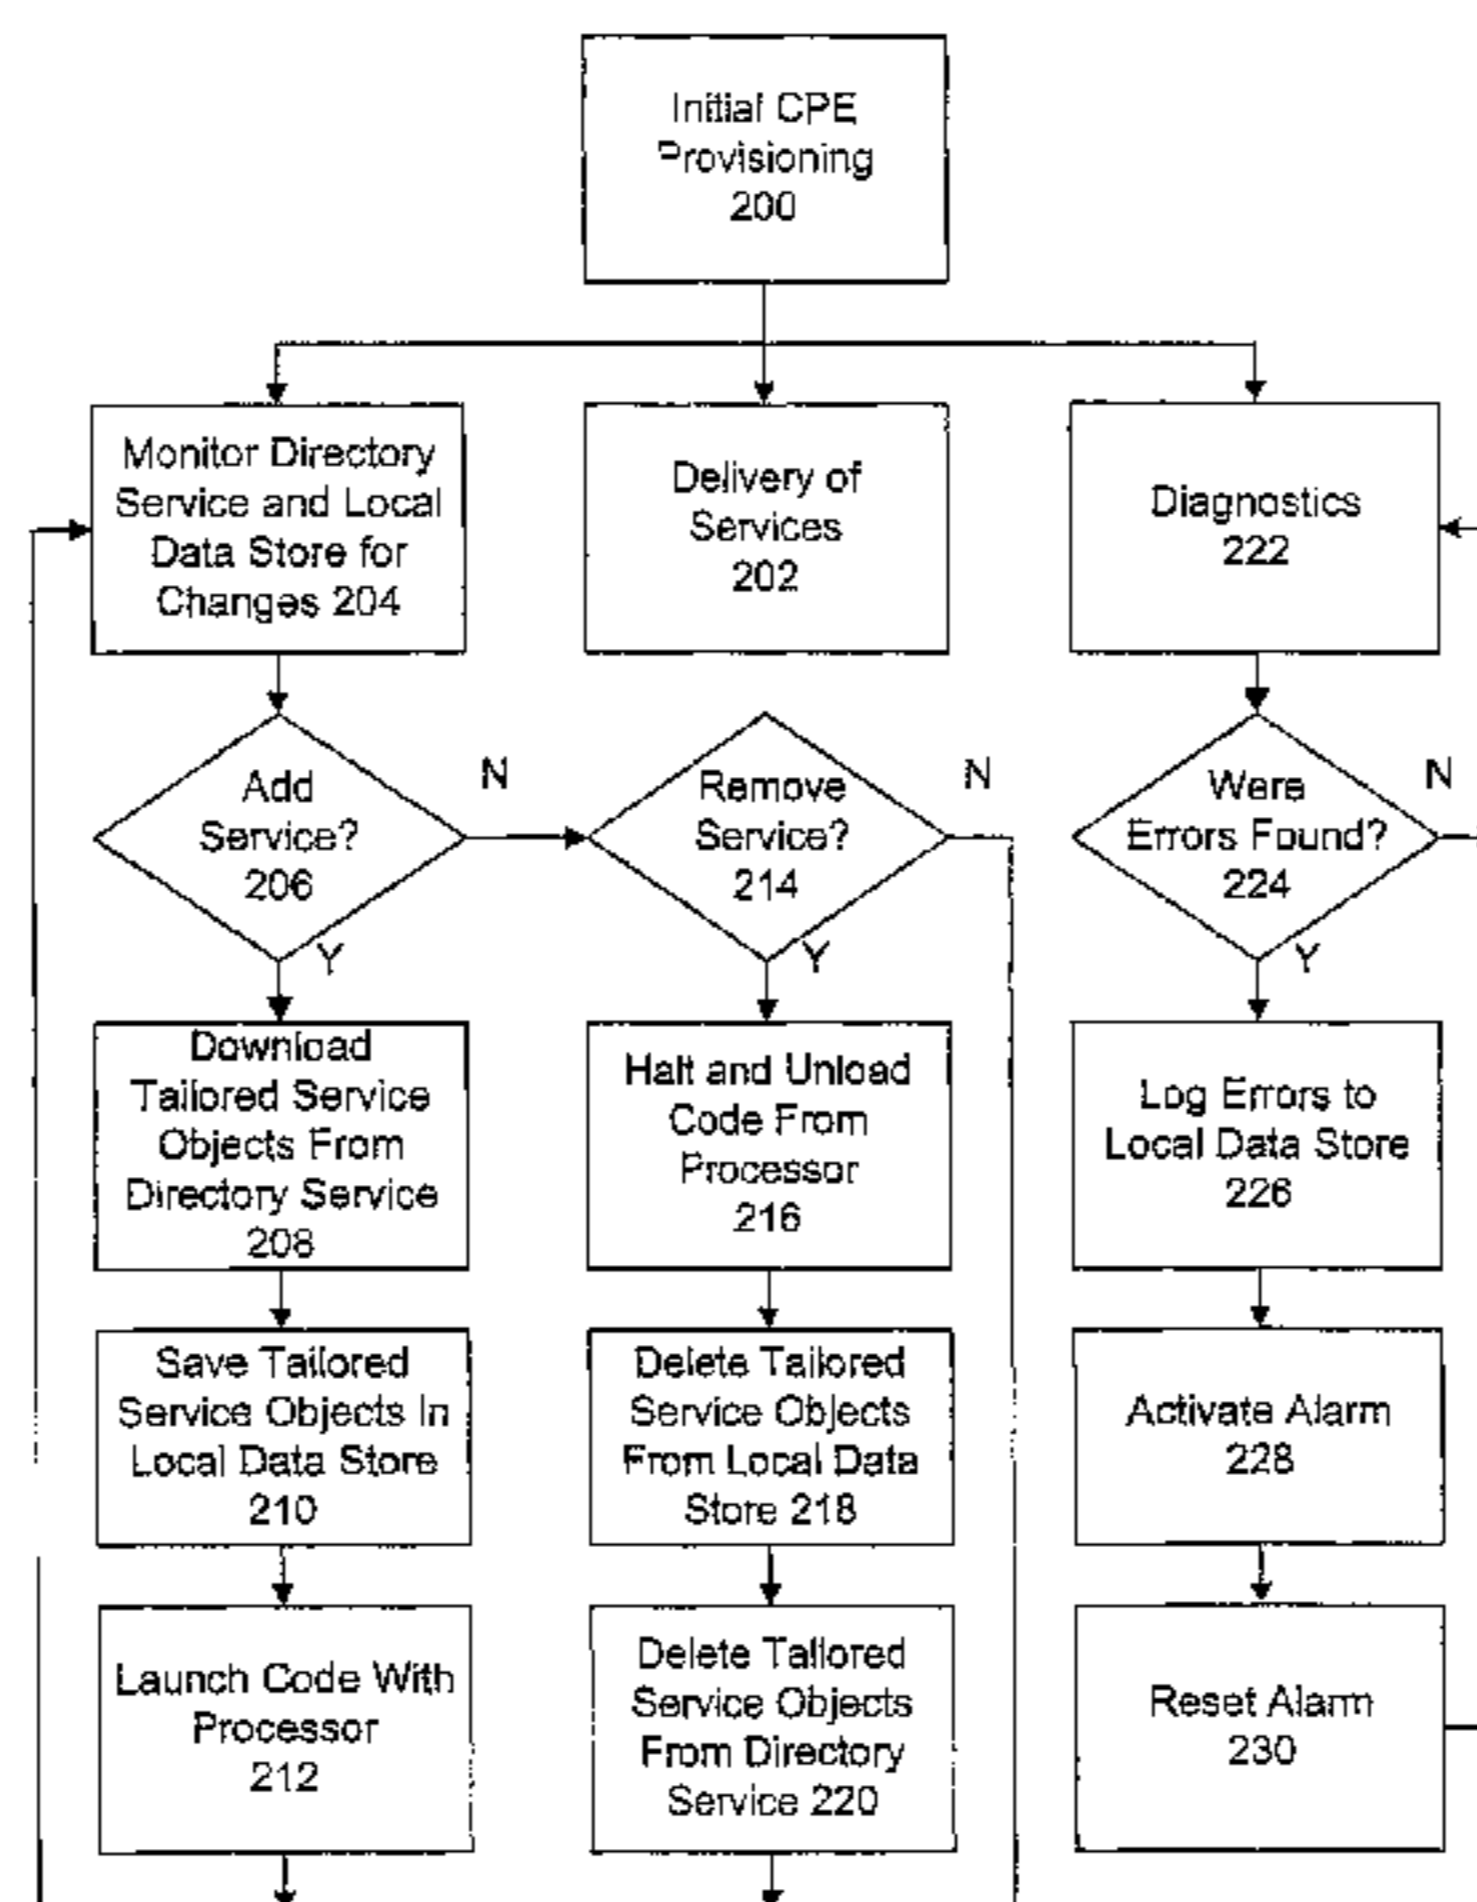 Initial CPE
Provisioning
200
Monitor Directory
Service and Local
Data Store for
Changes 204
Delivery of
Services
202
Diagnostics
222
Add
Service?
206
N
Y
Remove
Service?
214
N
Y
Were
Errors Found?
224
N
Y
Download
Tailored Service
Objects From
Directory Service
208
Halt and Unload
Code From
Processor
216
Log Errors to
Local Data Store
226
Save Tailored
Service Objects In
Local Data Store
210
Delete Tailored
Service Objects
From Local Data
Store 218
Activate Alarm
228
Launch Code With
Processor
212
Delete Tailored
Service Objects
From Directory
Service 220
Reset Alarm
230